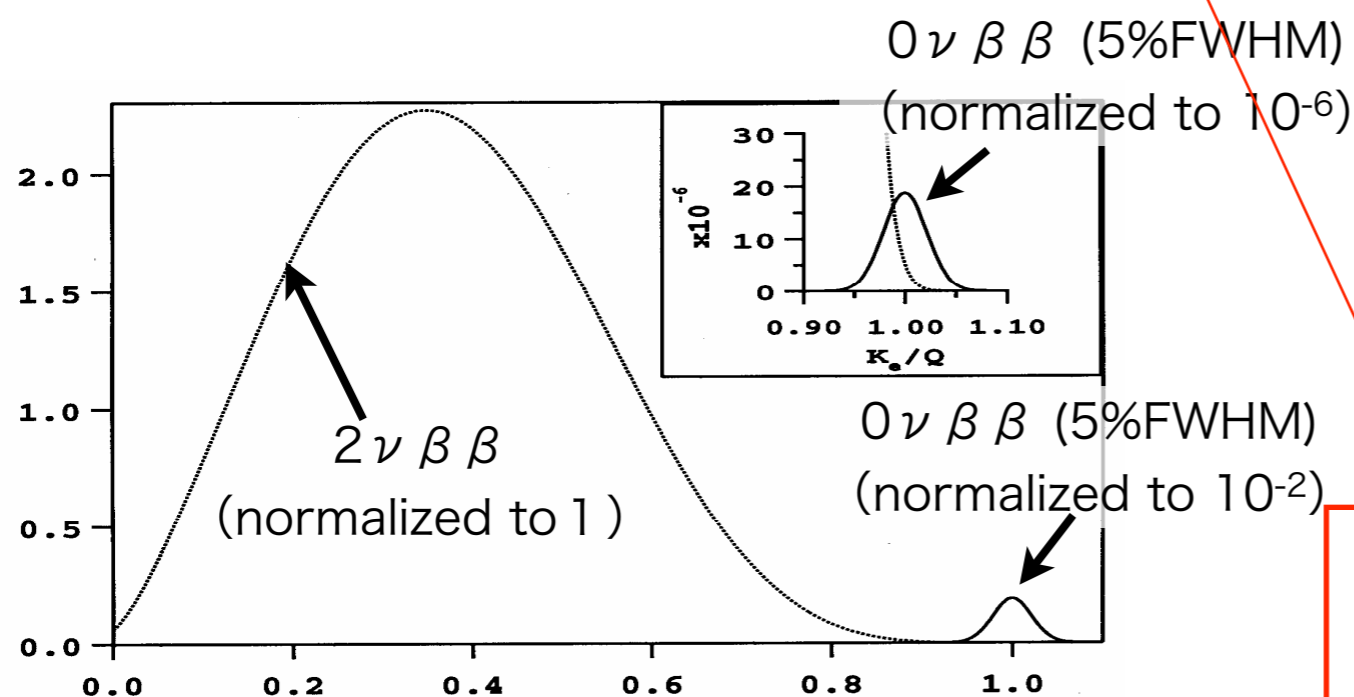 0ν β β (5%FWHM)
(normalized to 10-6)
30
20
10
0
x10-6
0.90 1.00 1.10
Ke/Q
2.0
1.5
1.0
0.5
0.0
2ν β β
(normalized to 1)
0ν β β (5%FWHM)
(normalized to 10-2)
0.0 0.2 0.4 0.6 0.8 1.0